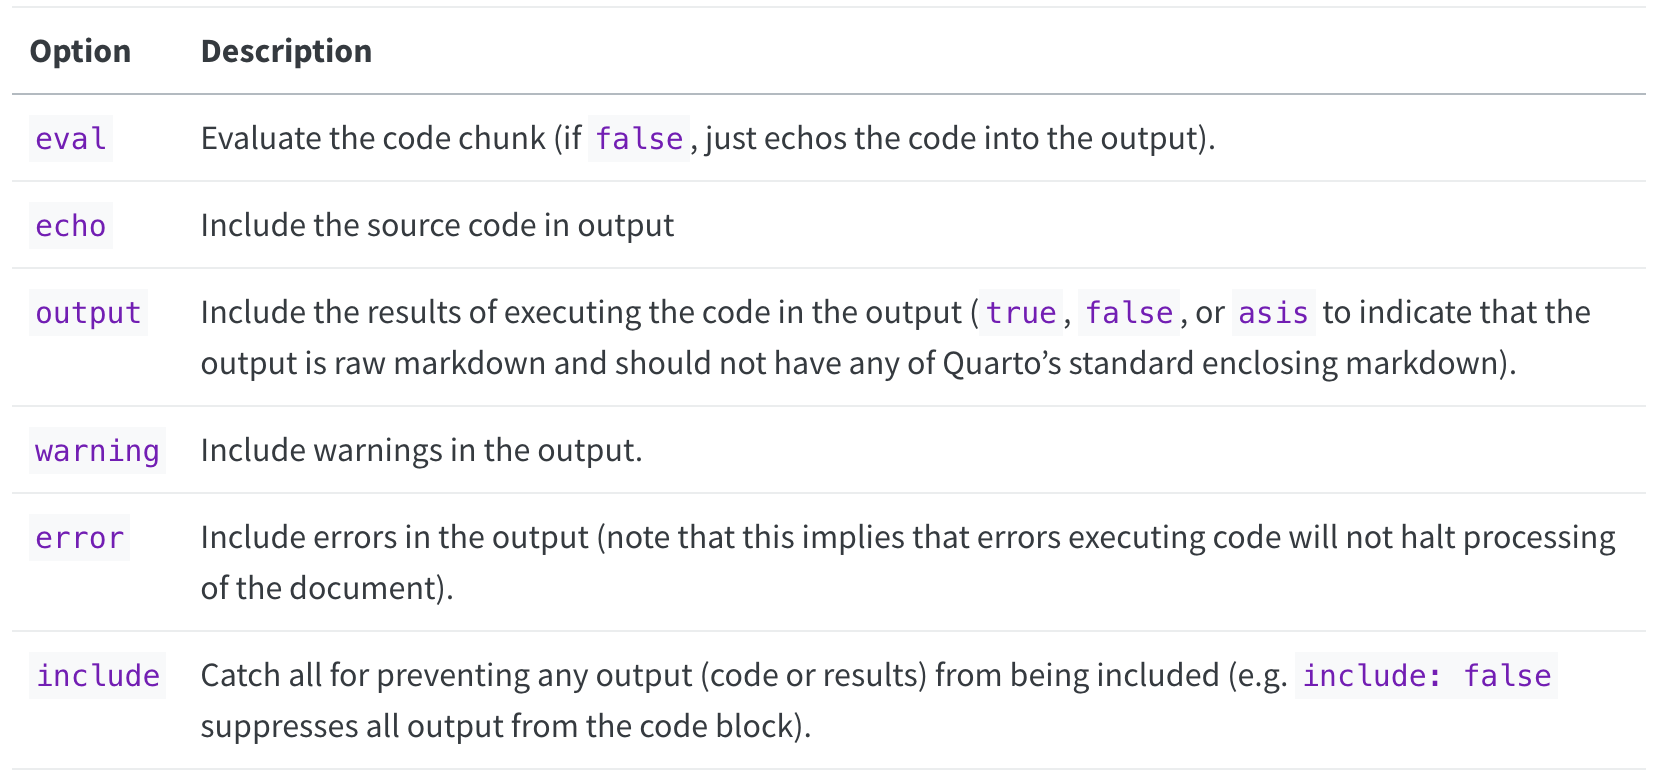 Option Description
eval Evaluate the code chunk (if false, just echos the code into the output).
echo Include the source code in output
output Include the results of executing the code in the output (true, false, or asis to indicate that the
output is raw markdown and should not have any of Quarto’s standard enclosing markdown).
warning Include warnings in the output.
error Include errors in the output (note that this implies that errors executing code will not halt processing
of the document).
include Catch all for preventing any output (code or results) from being included (e.g. include: false
suppresses all output from the code block).